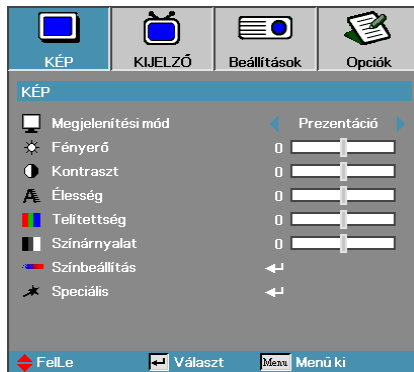 KÉP KIJELZŐ Beállítások Opciók
KÉP
Megjelenítési mód Prezentáció
Fényerő 0
Kontraszt 0
Élesség 0
Telítettség 0
Színárnyalat 0
Színbeállítás
Speciális
FelLe Választ Menu Menü ki